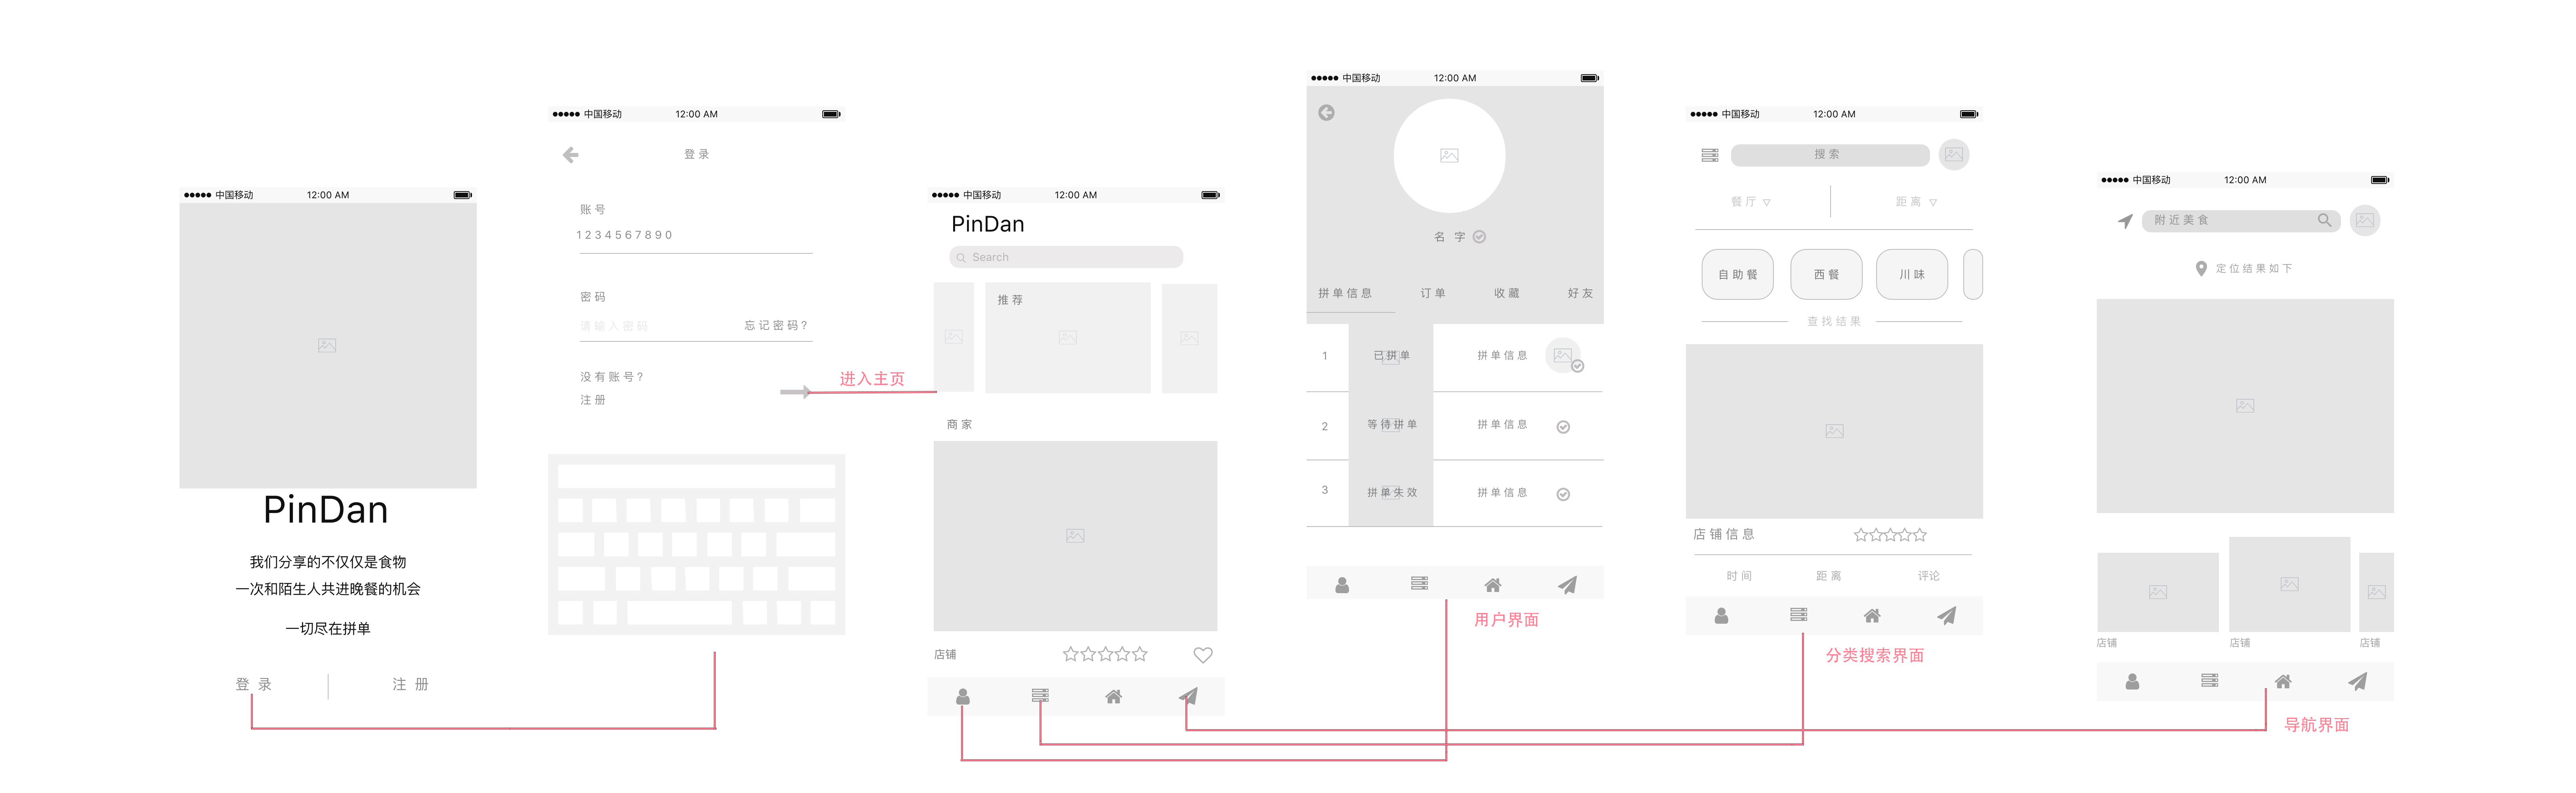 中国移动 12:00 AM
PinDan
我们分享的不仅仅是食物
一次和陌生人共进晚餐的机会
一切尽在拼单
登 录 注 册
中国移动 12:00 AM
登录
账号
1234567890
密码
请输入密码 忘记密码?
没有账号?
注册
进入主页
中国移动 12:00 AM
PinDan
Search
推荐
商家
店铺
中国移动 12:00 AM
名 字
拼单信息 订单 收藏 好友
1 已拼单 拼单信息
2 等待拼单 拼单信息
3 拼单失效 拼单信息
用户界面
中国移动 12:00 AM
搜索
餐厅 距离
自助餐 西餐 川味
查找结果
店铺信息
时间 距离 评论
分类搜索界面
中国移动 12:00 AM
附近美食
定位结果如下
店铺 店铺 店铺
导航界面